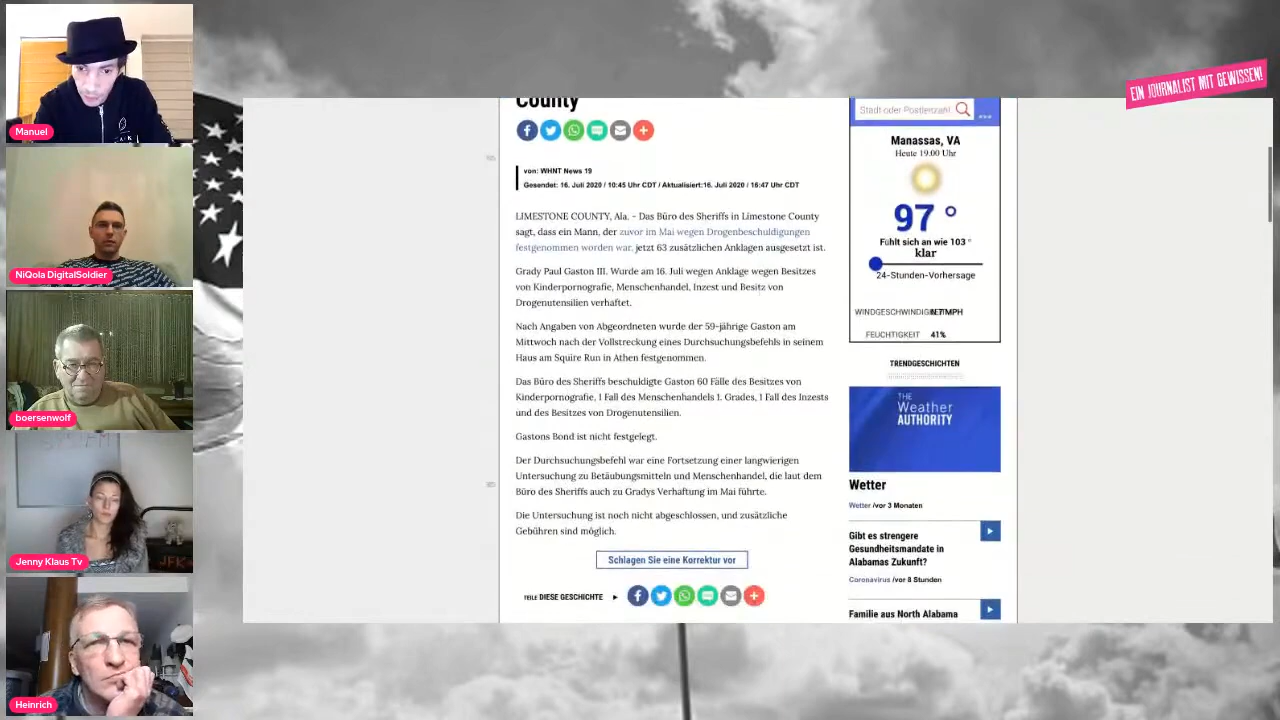 Manuel
NiQola DigitalSoldier
boersenwolf
Jenny Klaus Tv
JFK
Heinrich
EIN JOURNALIST MIT GEWISSEN!
County
von: WHNT News 19
Gesendet: 16. Juli 2020 / 10:45 Uhr CDT / Aktualisiert:16. Juli 2020 / 16:47 Uhr CDT
LIMESTONE COUNTY, Ala. - Das Büro des Sheriffs in Limestone County
sagt, dass ein Mann, der zuvor im Mai wegen Drogenbeschuldigungen
festgenommen worden war, jetzt 63 zusätzlichen Anklagen ausgesetzt ist.
Grady Paul Gaston III. Wurde am 16. Juli wegen Anklage wegen Besitzes
von Kinderpornografie, Menschenhandel, Inzest und Besitz von
Drogenutensilien verhaftet.
Nach Angaben von Abgeordneten wurde der 59-jährige Gaston am
Mittwoch nach der Vollstreckung eines Durchsuchungsbefehls in seinem
Haus am Squire Run in Athen festgenommen.
Das Büro des Sheriffs beschuldigte Gaston 60 Fälle des Besitzes von
Kinderpornografie, 1 Fall des Menschenhandels 1. Grades, 1 Fall des Inzests
und des Besitzes von Drogenutensilien.
Gastons Bond ist nicht festgelegt.
Der Durchsuchungsbefehl war eine Fortsetzung einer langwierigen
Untersuchung zu Betäubungsmitteln und Menschenhandel, die laut dem
Büro des Sheriffs auch zu Gradys Verhaftung im Mai führte.
Die Untersuchung ist noch nicht abgeschlossen, und zusätzliche
Gebühren sind möglich.
Schlagen Sie eine Korrektur vor
TEILE DIESE GESCHICHTE
Stadt oder Postleitzahl
Manassas, VA
Heute 19.00 Uhr
97 °
Fühlt sich an wie 103 °
klar
24-Stunden-Vorhersage
7 MPH
FEUCHTIGKEIT 41%
TRENDGESCHICHTEN
THE
Weather
AUTHORITY
Wetter
Wetter /vor 3 Monaten
Gibt es strengere
Gesundheitsmandate in
Alabamas Zukunft?
Coronavirus /vor 8 Stunden
Familie aus North Alabama